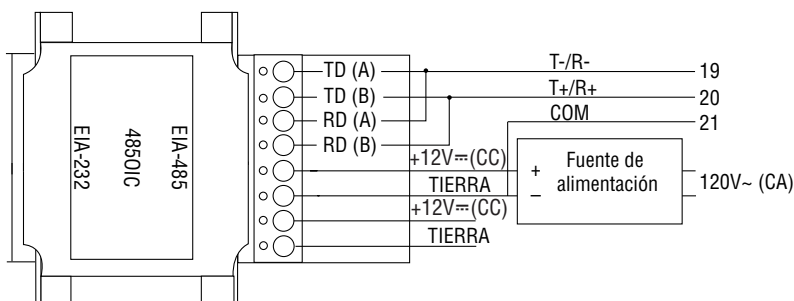 EIA-232
485OIC
EIA-485
TD (A)
TD (B)
RD (A)
RD (B)
T-/R-
19
T+/R+
20
COM
21
+12V⎓(CC)
TIERRA
+12V⎓(CC)
TIERRA
+
–
Fuente de
alimentación
120V~ (CA)